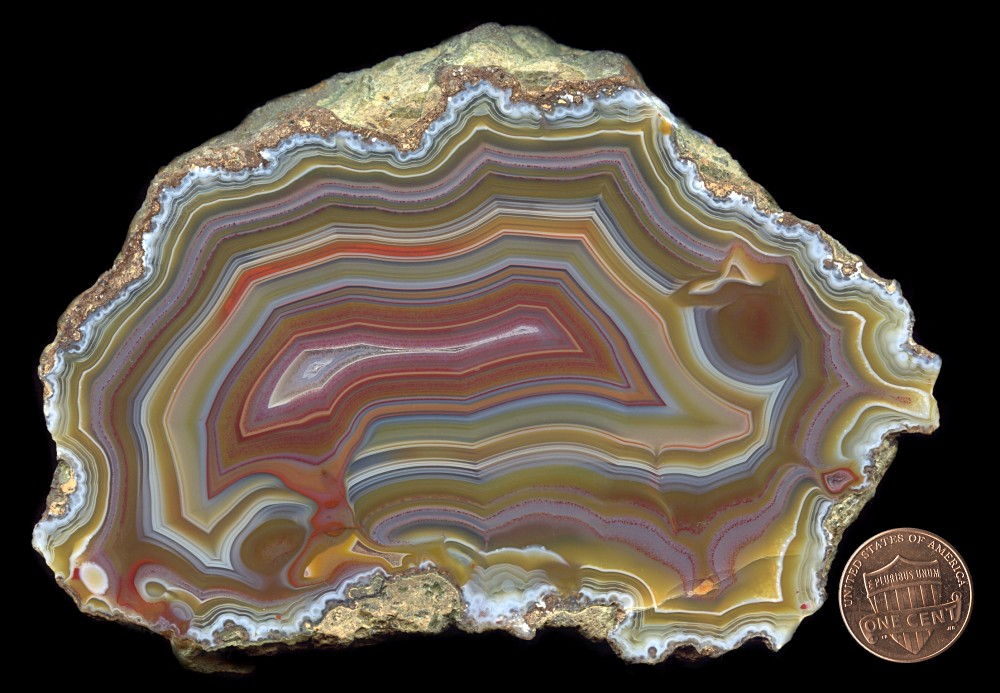 UNITED STATES OF AMERICA
E PLURIBUS UNUM
ONE CENT